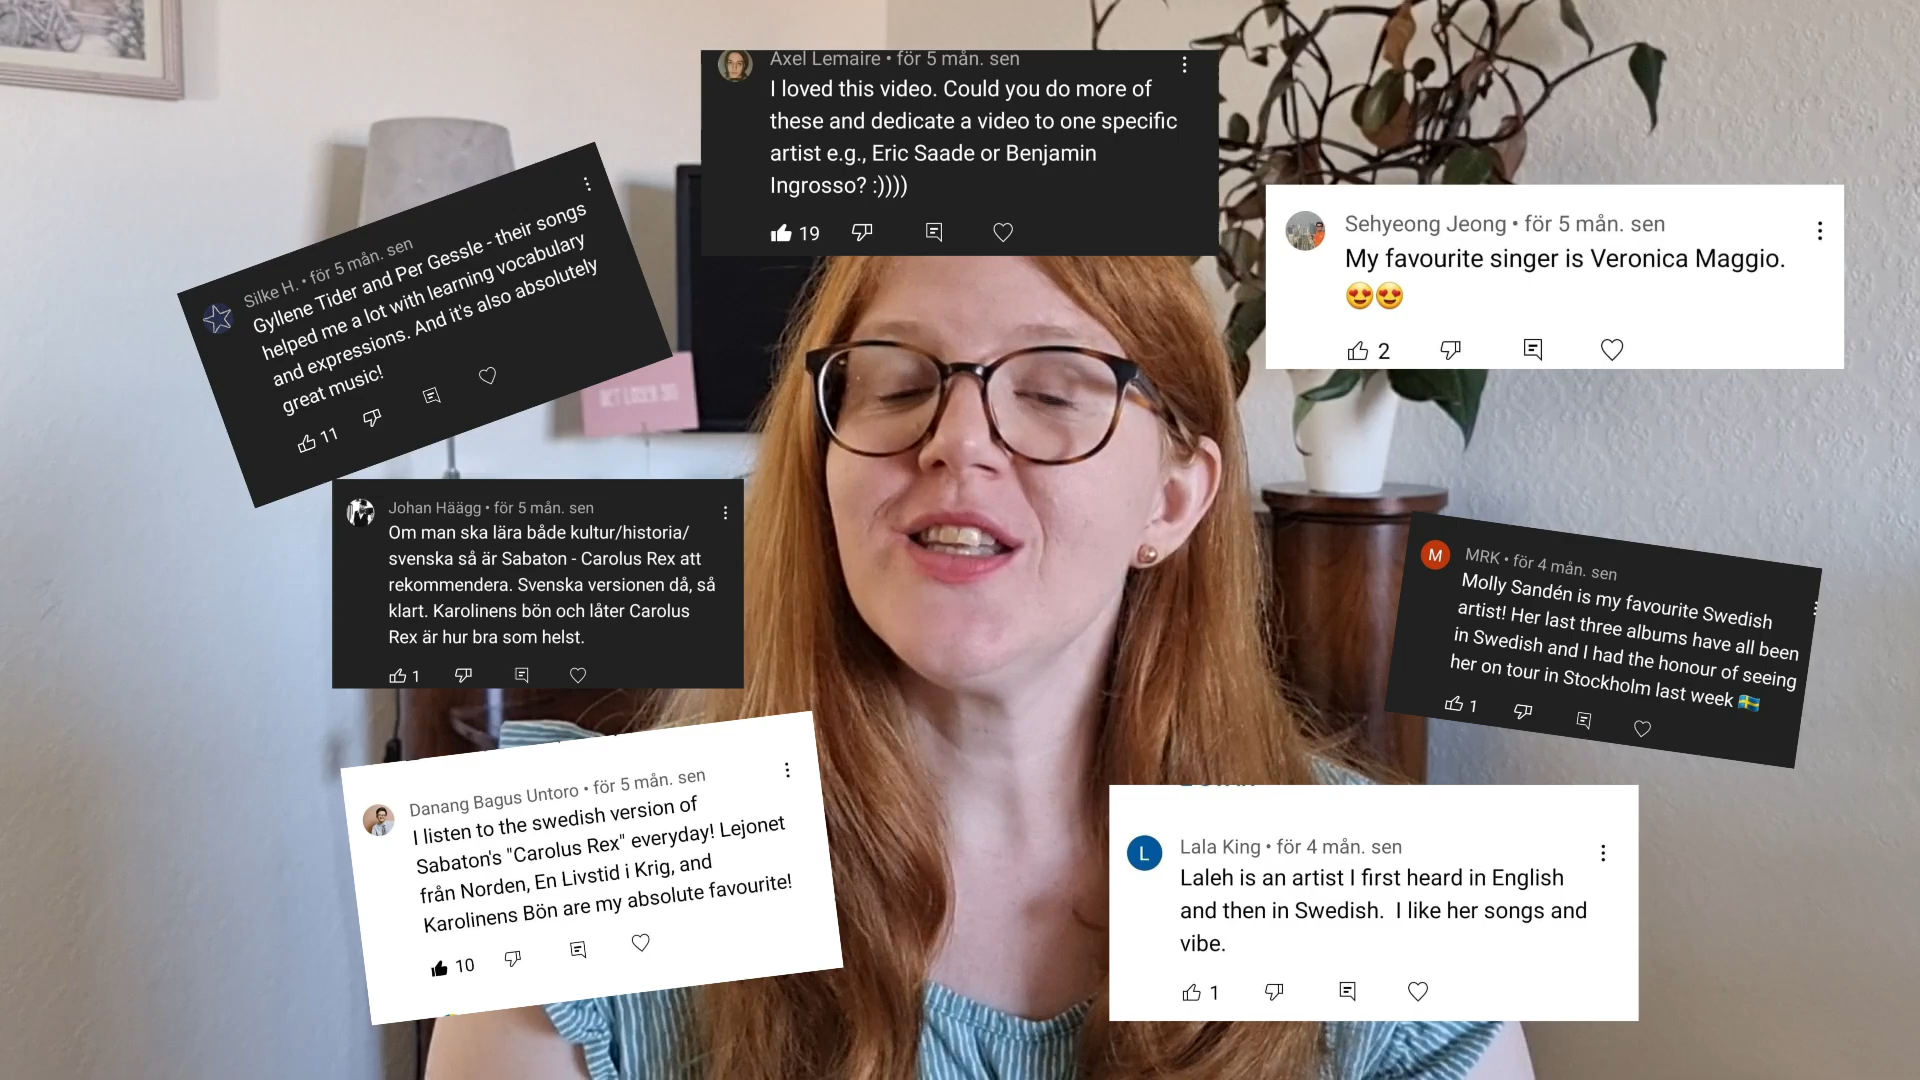 Axel Lemaire • för 5 mån. sen
I loved this video. Could you do more of
these and dedicate a video to one specific
artist e.g., Eric Saade or Benjamin
Ingrosso? :))))
19
Silke H. • för 5 mån. sen
Gyllene Tider and Per Gessle - their songs
helped me a lot with learning vocabulary
and expressions. And it's also absolutely
great music!
11
Sehyeong Jeong • för 5 mån. sen
My favourite singer is Veronica Maggio.
😍😍
2
Johan Häägg • för 5 mån. sen
Om man ska lära både kultur/historia/
svenska så är Sabaton - Carolus Rex att
rekommendera. Svenska versionen då, så
klart. Karolinens bön och låter Carolus
Rex är hur bra som helst.
1
M
MRK • för 4 mån. sen
Molly Sandén is my favourite Swedish
artist! Her last three albums have all been
in Swedish and I had the honour of seeing
her on tour in Stockholm last week 🇸🇪
1
Danang Bagus Untoro • för 5 mån. sen
I listen to the swedish version of
Sabaton's "Carolus Rex" everyday! Lejonet
från Norden, En Livstid i Krig, and
Karolinens Bön are my absolute favourite!
10
L
Lala King • för 4 mån. sen
Laleh is an artist I first heard in English
and then in Swedish. I like her songs and
vibe.
1